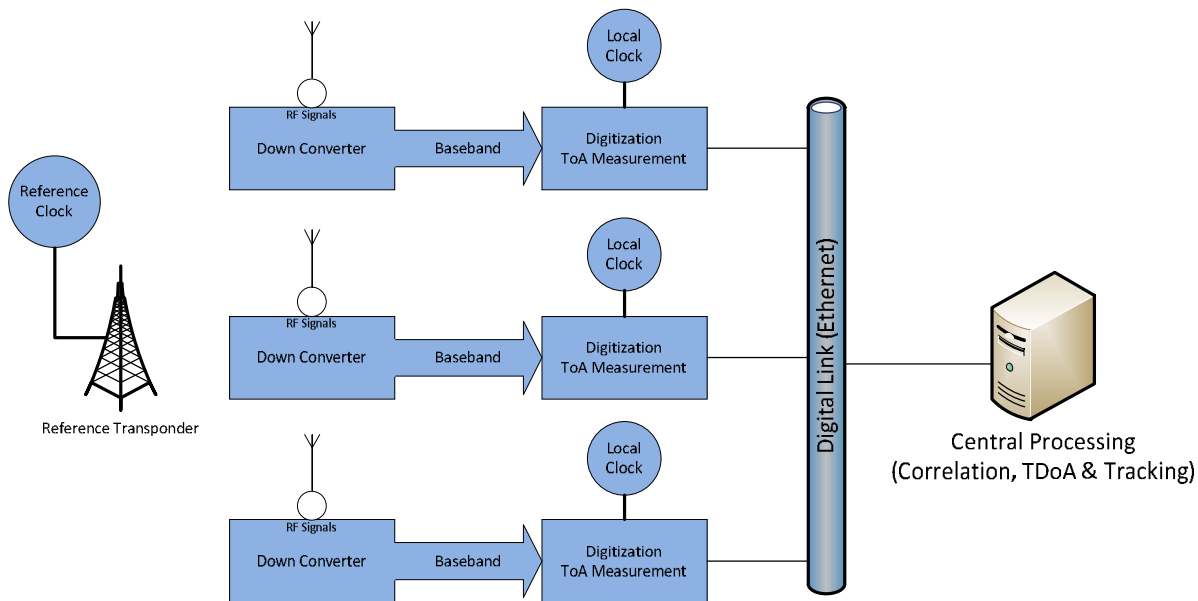 Reference
Clock
Reference Transponder
RF Signals
Down Converter
Baseband
Local
Clock
Digitization
ToA Measurement
RF Signals
Down Converter
Baseband
Local
Clock
Digitization
ToA Measurement
RF Signals
Down Converter
Baseband
Local
Clock
Digitization
ToA Measurement
Digital Link (Ethernet)
Central Processing
(Correlation, TDoA & Tracking)